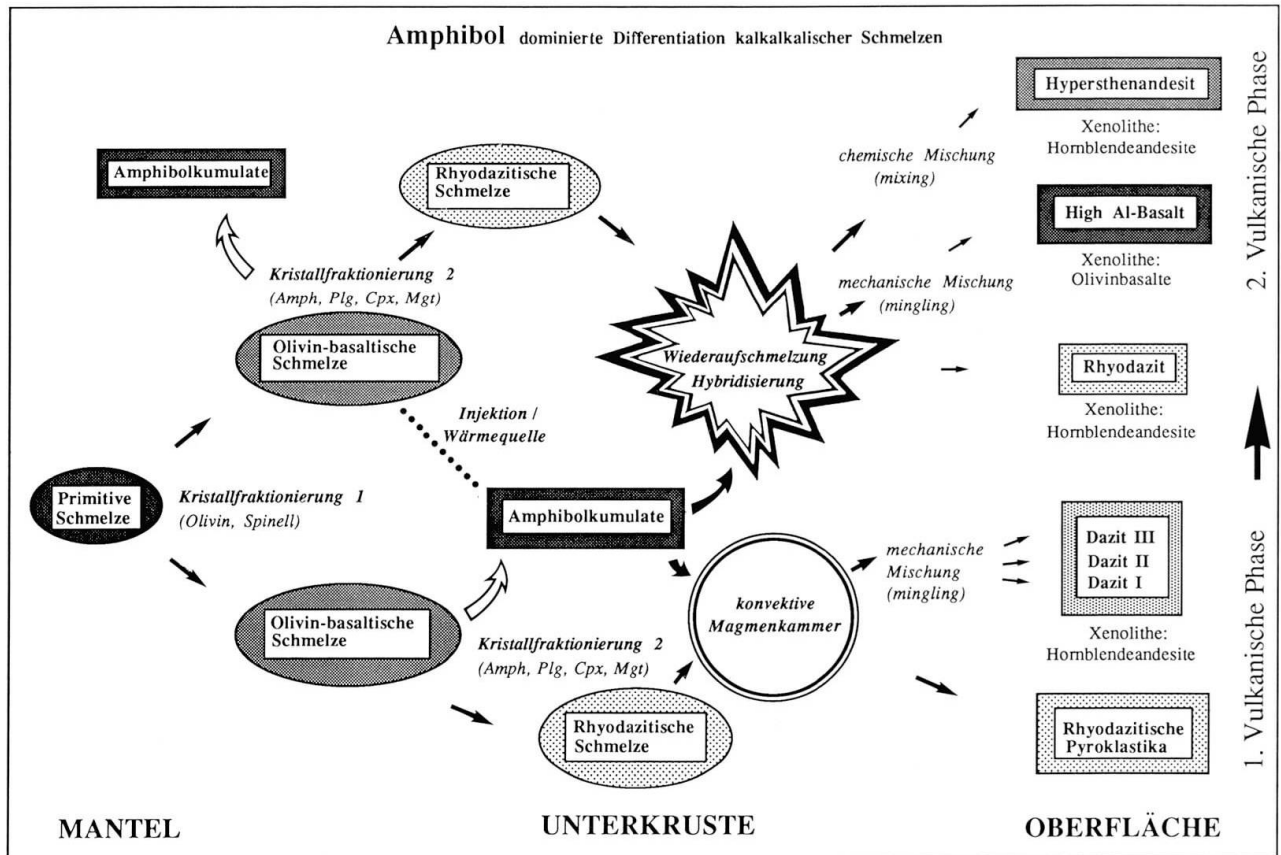 Amphibol dominierte Differentiation kalkalkalischer Schmelzen
Hypersthenandesit
Xenolithe:
Hornblendeandesite
chemische Mischung
(mixing)
Amphibolkumulate
Rhyodazitische
Schmelze
High Al-Basalt
Xenolithe:
Olivinbasalte
Kristallfraktionierung 2
(Amph, Plg, Cpx, Mgt)
mechanische Mischung
(mingling)
Olivin-basaltische
Schmelze
Wiederaufschmelzung
Hybridisierung
Rhyodazit
Xenolithe:
Hornblendeandesite
Injektion /
Wärmequelle
2. Vulkanische Phase
Primitive
Schmelze
Kristallfraktionierung 1
(Olivin, Spinell)
Amphibolkumulate
Dazit III
Dazit II
Dazit I
Xenolithe:
Hornblendeandesite
mechanische
Mischung
(mingling)
konvektive
Magmenkammer
Olivin-basaltische
Schmelze
Kristallfraktionierung 2
(Amph, Plg, Cpx, Mgt)
Rhyodazitische
Schmelze
Rhyodazitische
Pyroklastika
1. Vulkanische Phase
MANTEL
UNTERKRUSTE
OBERFLÄCHE